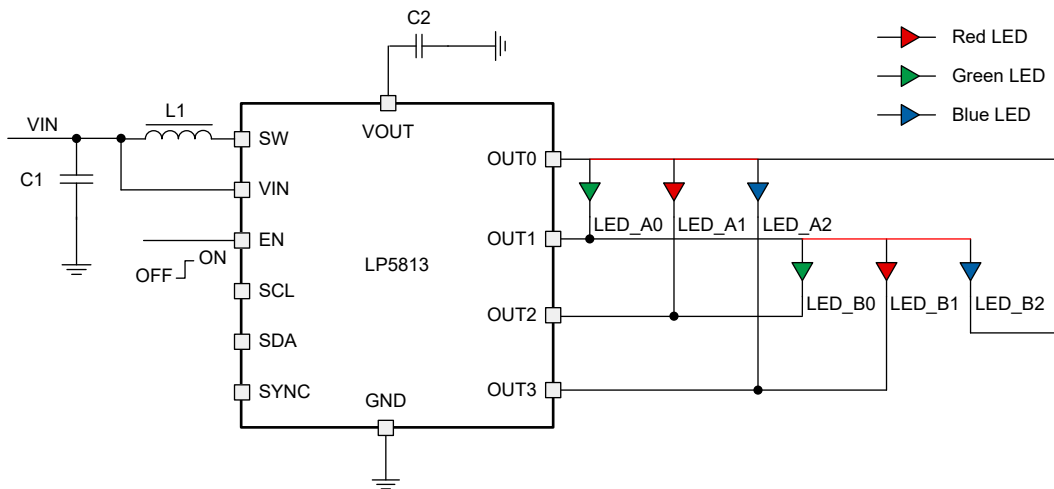 C2
Red LED
Green LED
Blue LED
VIN
L1
C1
SW
VOUT
OUT0
VIN
LED_A0
LED_A1
LED_A2
EN
OUT1
OFF
ON
LP5813
SCL
LED_B0
LED_B1
LED_B2
OUT2
SDA
SYNC
GND
OUT3